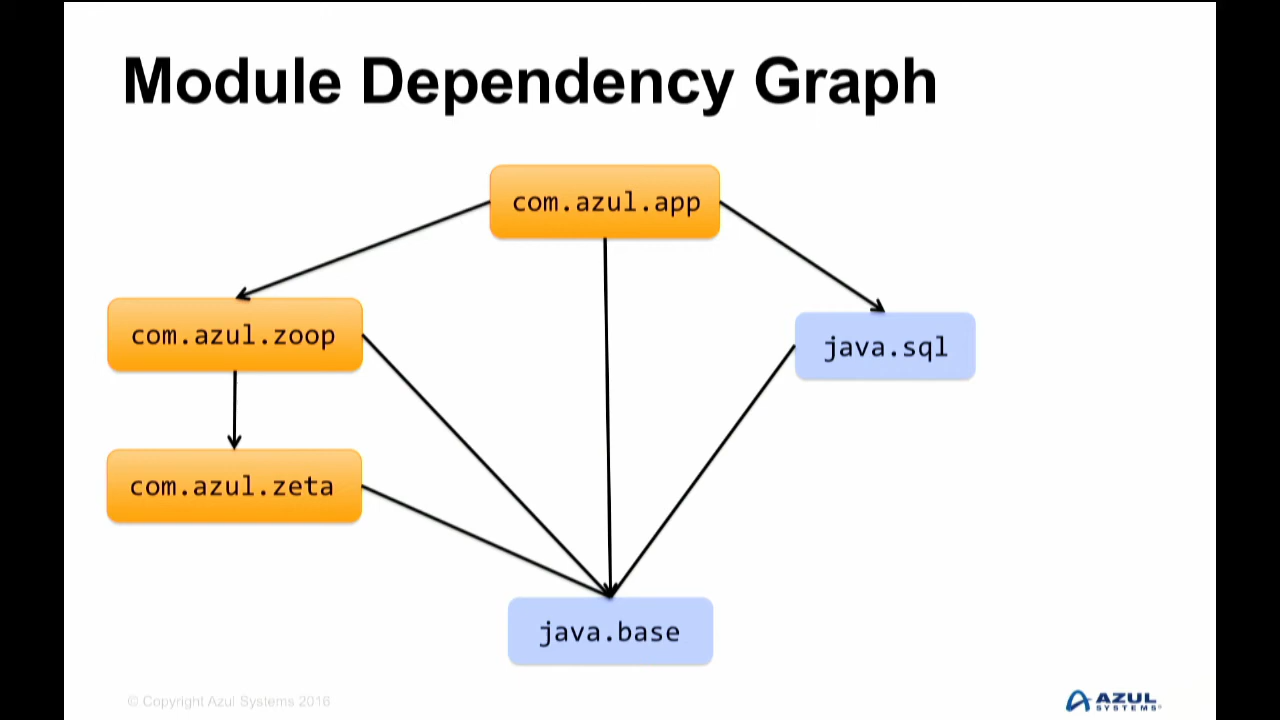 Module Dependency Graph
com.azul.app
com.azul.zoop
java.sql
com.azul.zeta
java.base
© Copyright Azul Systems 2016
AZUL
SYSTEMS